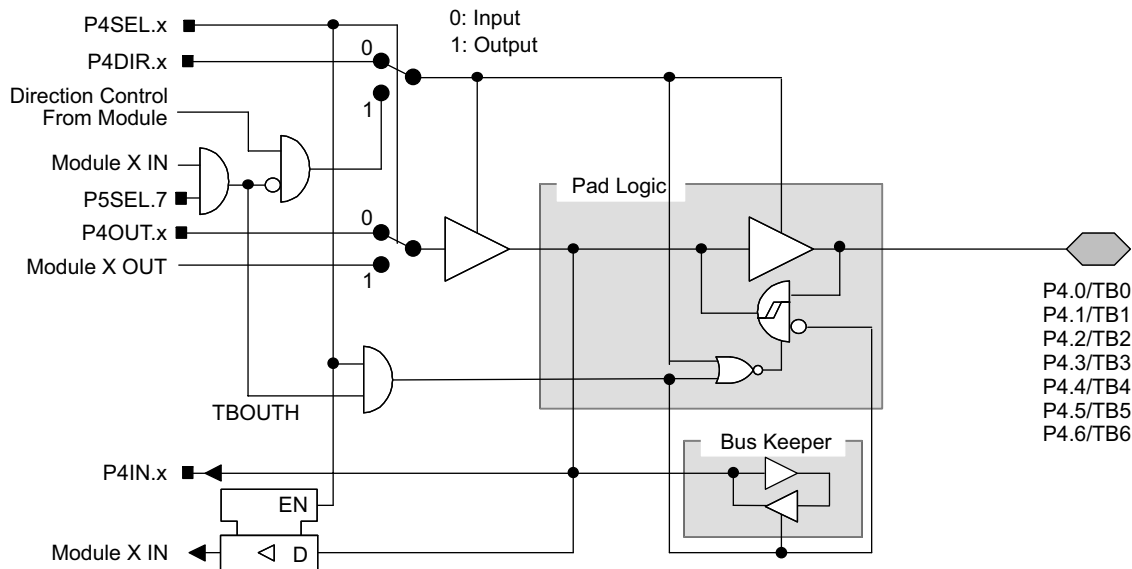 P4SEL.x
0: Input
1: Output
P4DIR.x
0
Direction Control
From Module
1
Module X IN
Pad Logic
P5SEL.7
P4OUT.x
0
Module X OUT
1
P4.0/TB0
P4.1/TB1
P4.2/TB2
P4.3/TB3
P4.4/TB4
P4.5/TB5
P4.6/TB6
TBOUTH
Bus Keeper
P4IN.x
EN
Module X IN
D